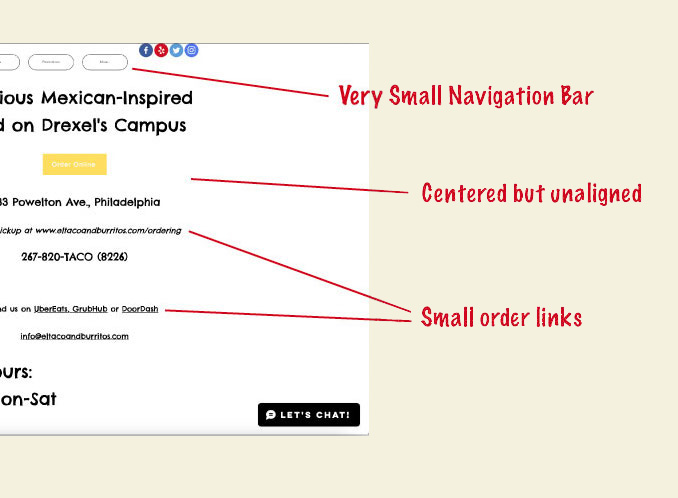 ious Mexican-Inspired
d on Drexel's Campus
Order Online
33 Powelton Ave., Philadelphia
ickup at www.eltacoandburritos.com/ordering
267-820-TACO (8226)
nd us on UberEats, GrubHub or DoorDash
info@eltacoandburritos.com
ours:
on-Sat
LET'S CHAT!
Very Small Navigation Bar
Centered but unaligned
Small order links